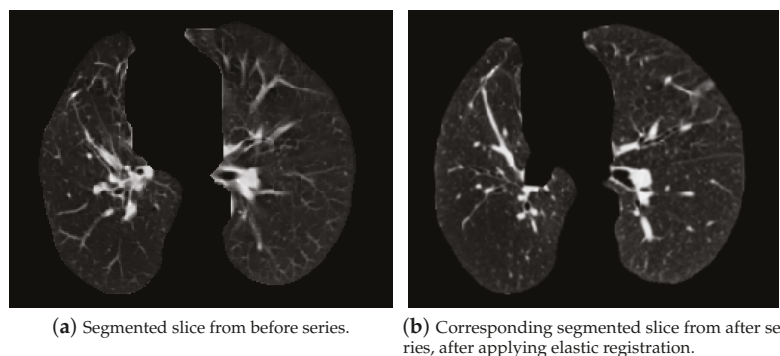 (a) Segmented slice from before series.
(b) Corresponding segmented slice from after se
ries, after applying elastic registration.